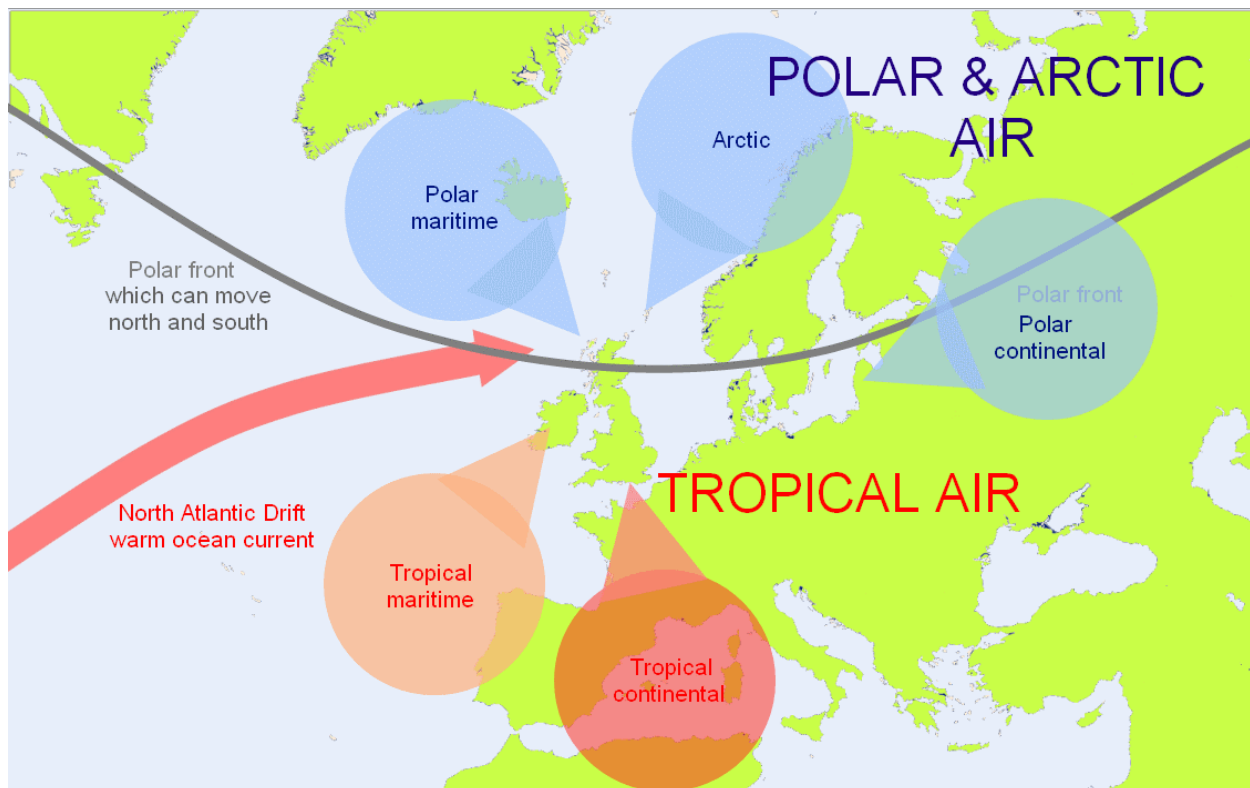 POLAR & ARCTIC
AIR
Arctic
Polar
maritime
Polar front
which can move
north and south
Polar front
Polar
continental
TROPICAL AIR
North Atlantic Drift
warm ocean current
Tropical
maritime
Tropical
continental